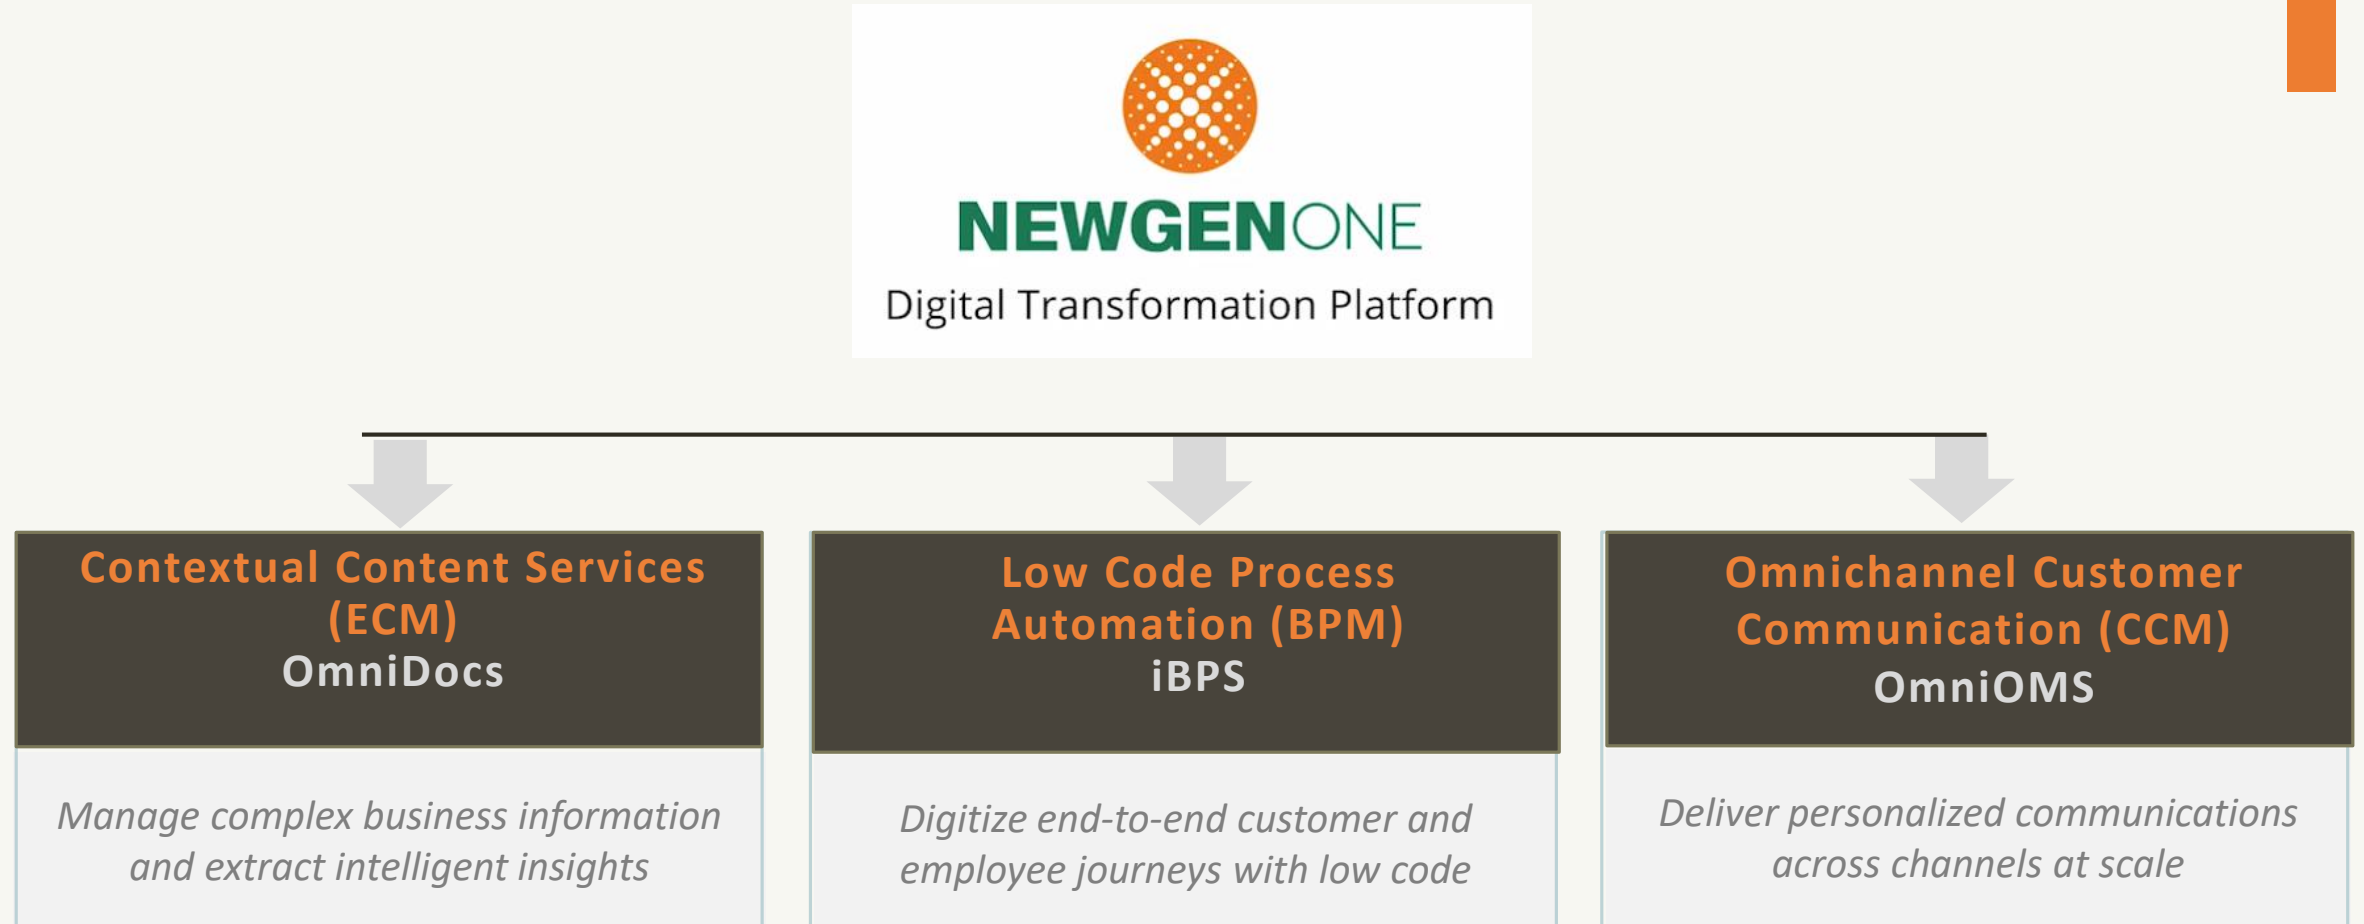 NEWGENONE
Digital Transformation Platform
Contextual Content Services
(ECM)
OmniDocs
Manage complex business information
and extract intelligent insights
Low Code Process
Automation (BPM)
iBPS
Digitize end-to-end customer and
employee journeys with low code
Omnichannel Customer
Communication (CCM)
OmniOMS
Deliver personalized communications
across channels at scale